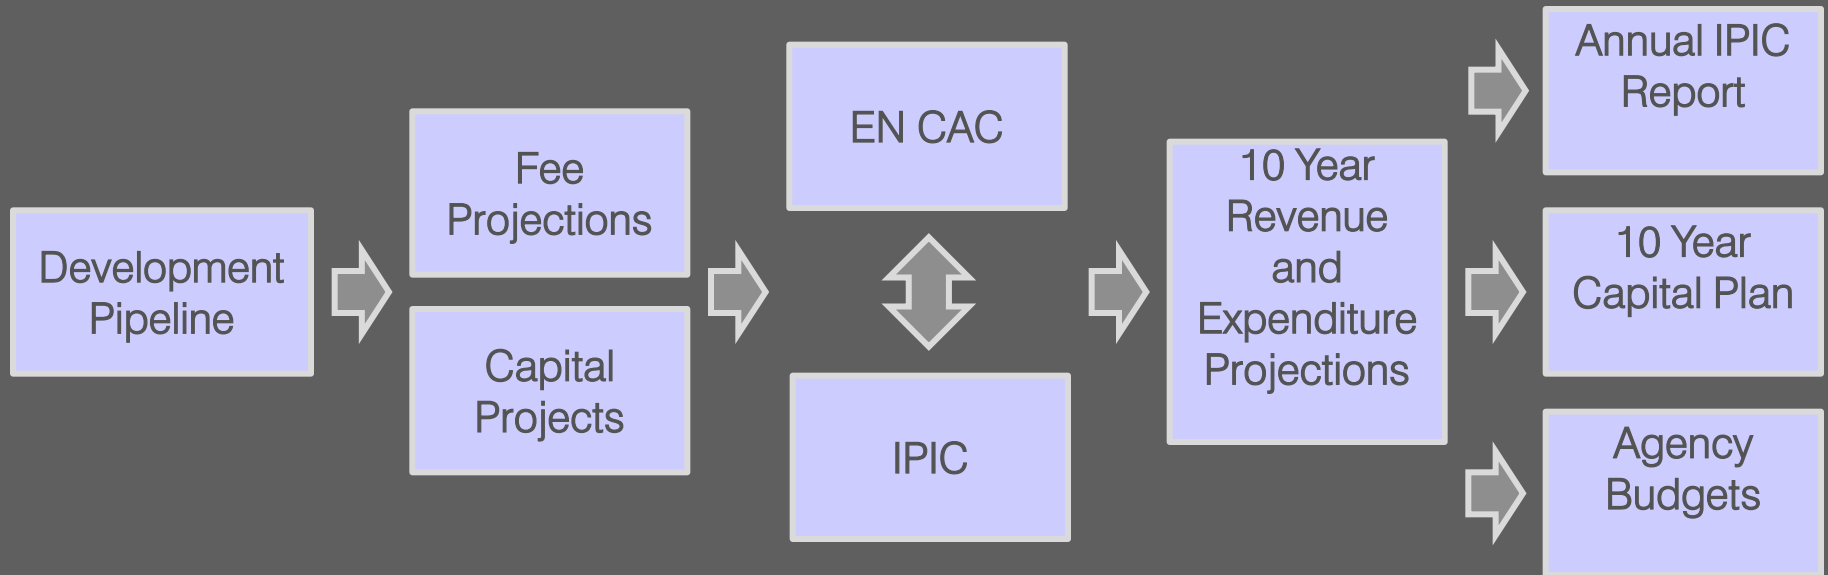 Development
Pipeline
Fee
Projections
Capital
Projects
EN CAC
IPIC
10 Year
Revenue
and
Expenditure
Projections
Annual IPIC
Report
10 Year
Capital Plan
Agency
Budgets